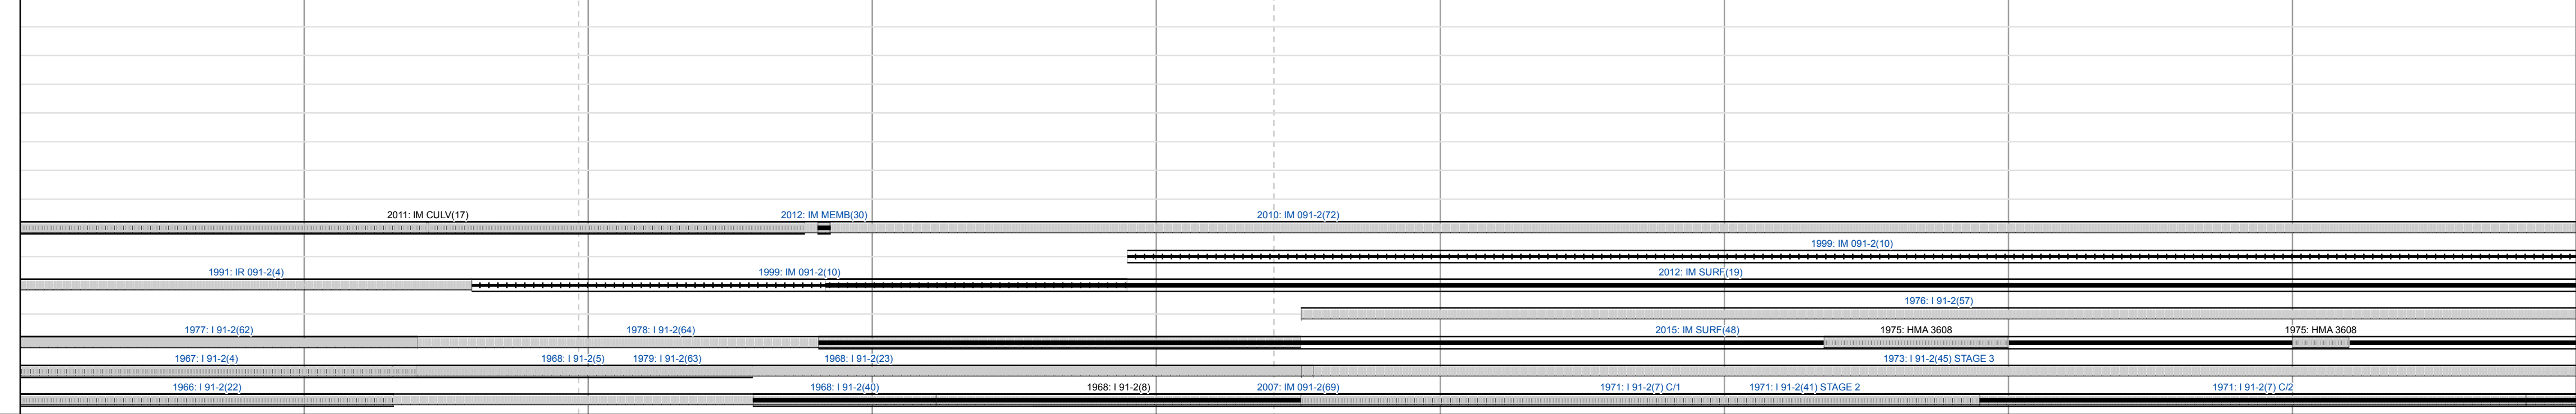 2011: IM CULV(17) 2012: IM MEMB(30) 2010: IM 091-2(72)
1999: IM 091-2(10)
1991: IR 091-2(4) 1999: IM 091-2(10) 2012: IM SURF(19)
1976: I 91-2(57)
1977: I 91-2(62) 1978: I 91-2(64) 2015: IM SURF(48) 1975: HMA 3608 1975: HMA 3608
1967: I 91-2(4) 1968: I 91-2(5) 1979: I 91-2(63) 1968: I 91-2(23) 1973: I 91-2(45) STAGE 3
1966: I 91-2(22) 1968: I 91-2(40) 1968: I 91-2(8) 2007: IM 091-2(69) 1971: I 91-2(7) C/1 1971: I 91-2(41) STAGE 2 1971: I 91-2(7) C/2